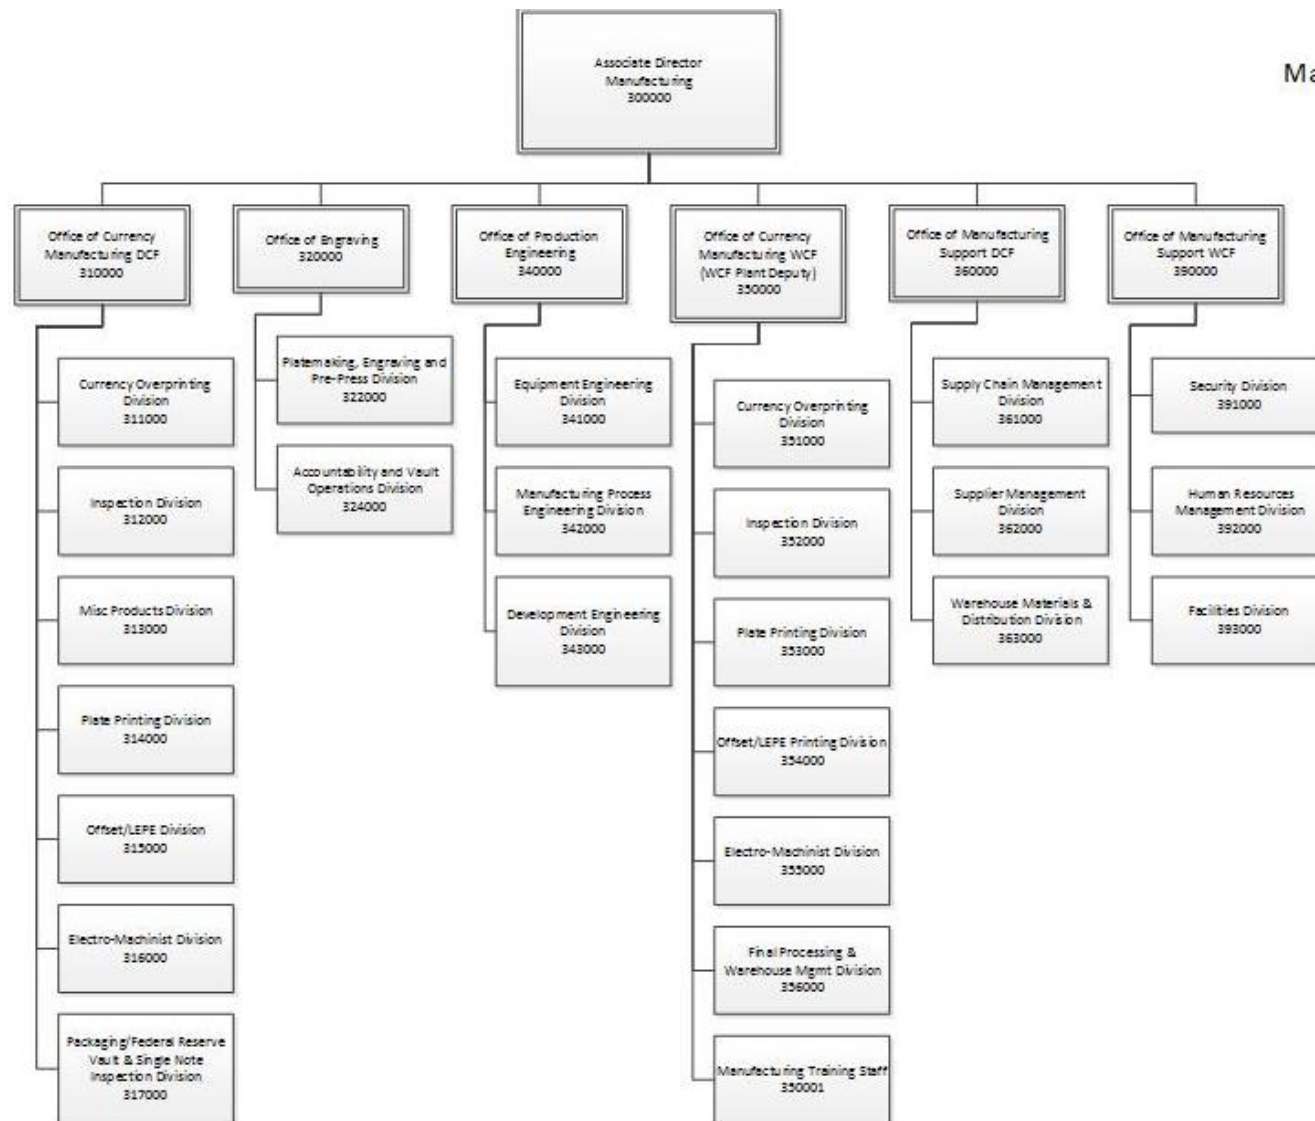 Associate Director
Manufacturing
300000
Ma
Office of Currency
Manufacturing DCF
310000
Office of Engraving
320000
Office of Production
Engineering
340000
Office of Currency
Manufacturing WCF
(WCF Plant Deputy)
350000
Office of Manufacturing
Support DCF
360000
Office of Manufacturing
Support WCF
390000
Currency Overprinting
Division
311000
Inspection Division
312000
Misc Products Division
313000
Plate Printing Division
314000
Offset/LEPE Division
315000
Electro-Machinist Division
316000
Packaging/Federal Reserve
Vault & Single Note
Inspection Division
317000
Platemaking, Engraving and
Pre-Press Division
322000
Accountability and Vault
Operations Division
324000
Equipment Engineering
Division
341000
Manufacturing Process
Engineering Division
342000
Development Engineering
Division
343000
Currency Overprinting
Division
351000
Inspection Division
352000
Plate Printing Division
353000
Offset/LEPE Printing Division
354000
Electro-Machinist Division
355000
Final Processing &
Warehouse Mgmt Division
356000
Manufacturing Training Staff
350001
Supply Chain Management
Division
361000
Supplier Management
Division
362000
Warehouse Materials &
Distribution Division
363000
Security Division
391000
Human Resources
Management Division
392000
Facilities Division
393000